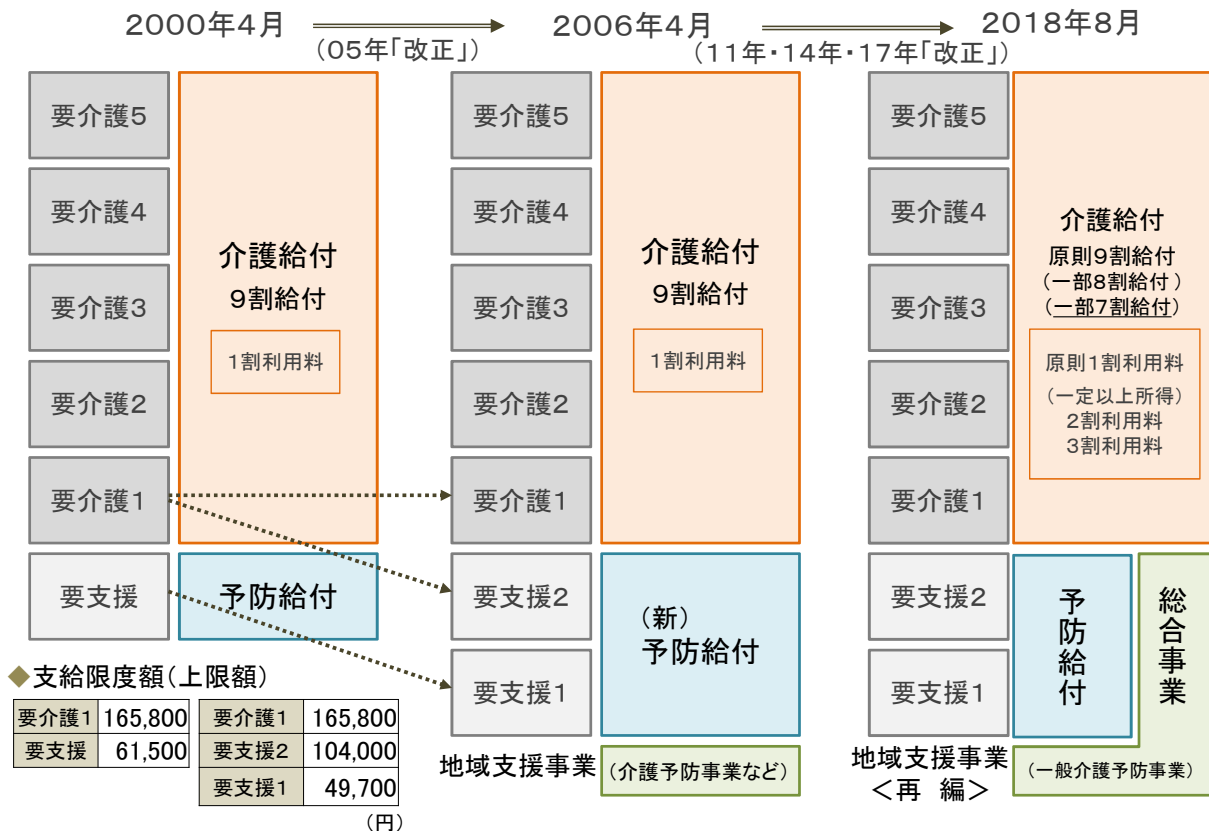 2000年4月
(05年「改正」)
2006年4月
(11年・14年・17年「改正」)
2018年8月
要介護5
要介護4
要介護3
要介護2
要介護1
要支援
介護給付
9割給付
1割利用料
予防給付
◆支給限度額(上限額)
要介護1 165,800
要支援 61,500
要介護1 165,800
要支援2 104,000
要支援1 49,700
(円)
要介護5
要介護4
要介護3
要介護2
要介護1
要支援2
要支援1
介護給付
9割給付
1割利用料
(新)
予防給付
地域支援事業
(介護予防事業など)
要介護5
要介護4
要介護3
要介護2
要介護1
要支援2
要支援1
介護給付
原則9割給付
(一部8割給付)
(一部7割給付)
原則1割利用料
(一定以上所得)
2割利用料
3割利用料
予防給付
総合事業
地域支援事業
<再 編>
(一般介護予防事業)